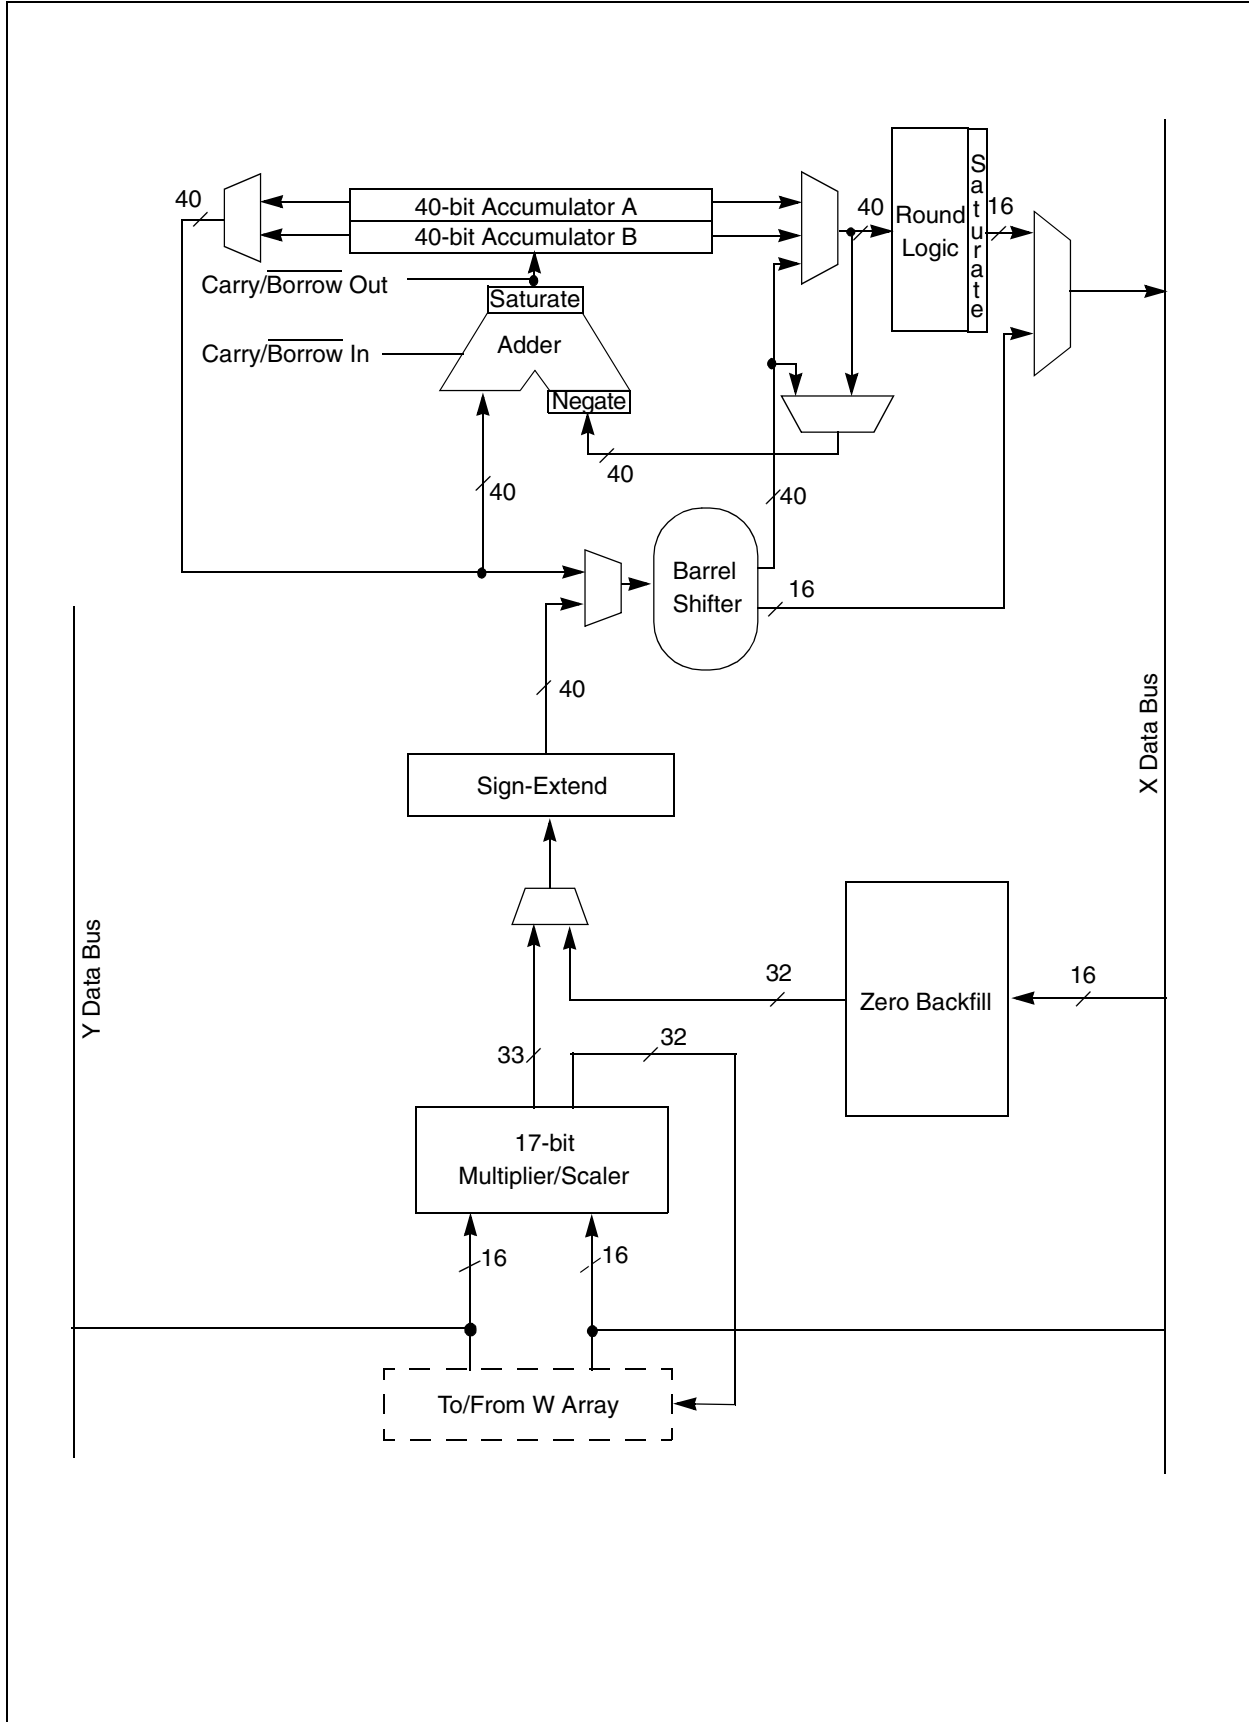 40
40-bit Accumulator A
40-bit Accumulator B
40
Round
Logic
Saturate
16
Carry/Borrow Out
Saturate
Carry/Borrow In
Adder
Negate
40
40
40
Barrel
Shifter
16
40
X Data Bus
Sign-Extend
Y Data Bus
32
Zero Backfill
16
33
32
17-bit
Multiplier/Scaler
16
16
To/From W Array